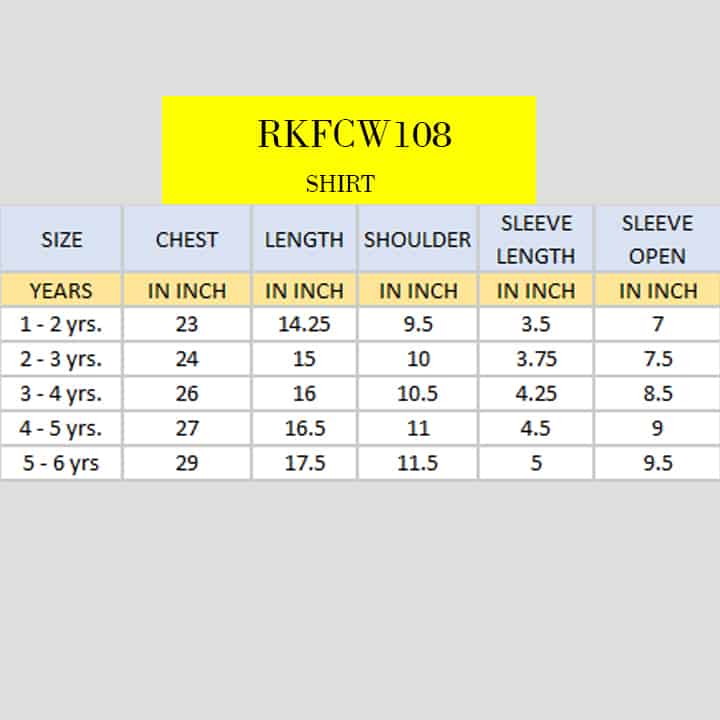 RKFCW108
SHIRT
SIZE CHEST LENGTH SHOULDER SLEEVE LENGTH SLEEVE OPEN
YEARS IN INCH IN INCH IN INCH IN INCH IN INCH
1 - 2 yrs. 23 14.25 9.5 3.5 7
2 - 3 yrs. 24 15 10 3.75 7.5
3 - 4 yrs. 26 16 10.5 4.25 8.5
4 - 5 yrs. 27 16.5 11 4.5 9
5 - 6 yrs 29 17.5 11.5 5 9.5